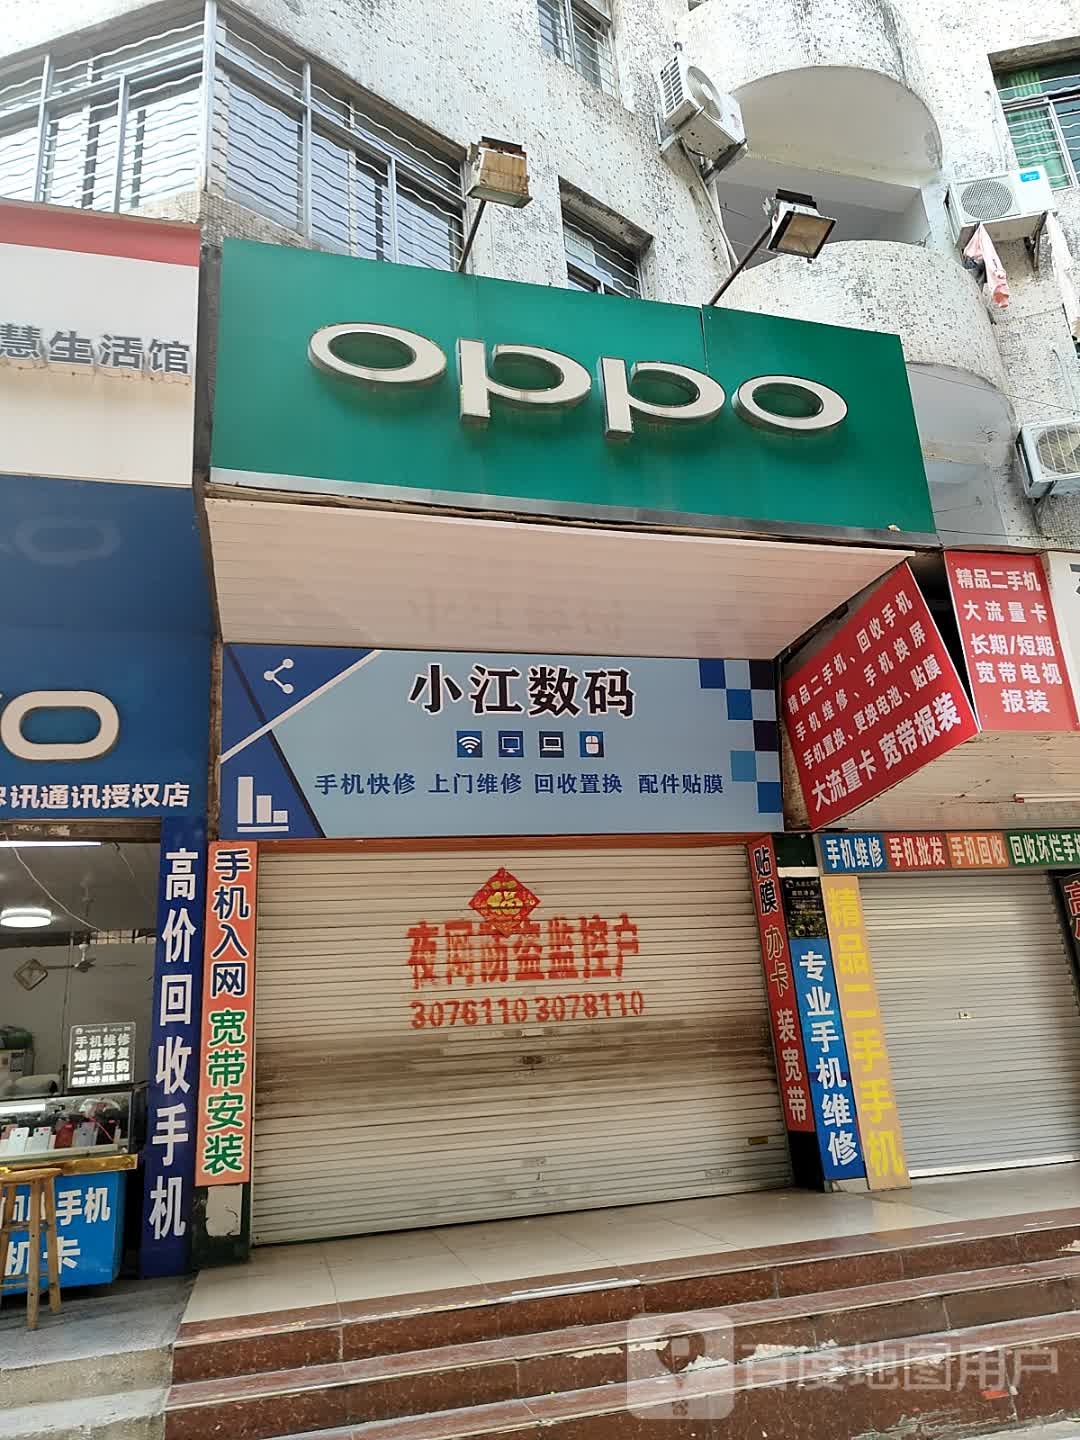 慧生活馆
oppo
讯通讯授权店
小江数码
手机快修 上门维修 回收置换 配件贴膜
精品二手机、回收手机
手机维修、手机换屏
手机置换、更换电池、贴膜
大流量卡 宽带报装
精品二手机
大流量卡
长期/短期
宽带电视
报装
手机维修 手机批发 手机回收 回收坏烂手
高价回收手机
手机入网 宽带安装
福
夜间防盗监控户
3076110 3078110
贴膜 办卡 装宽带
专业手机维修
精品二手手机
手机维修
爆屏修复
二手回购
手机
机卡
百度地图用户